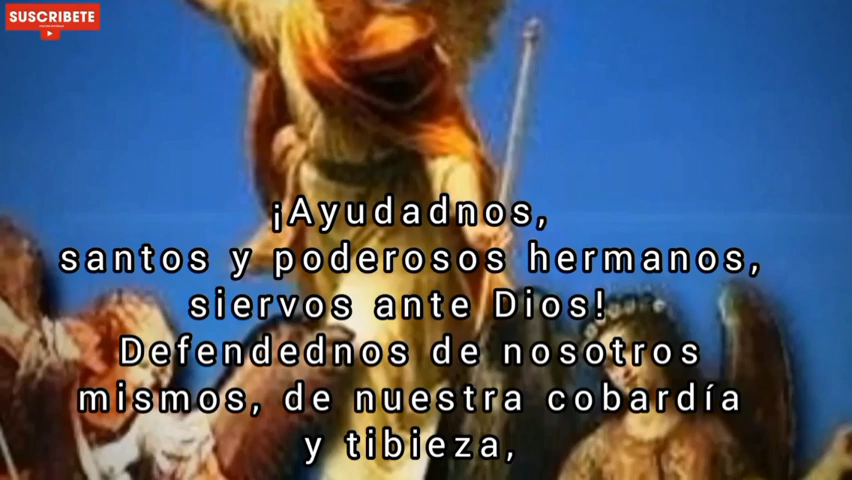 SUSCRIBETE
¡Ayudadnos,
santos y poderosos hermanos,
siervos ante Dios!
Defendednos de nosotros
mismos, de nuestra cobardía
y tibieza,